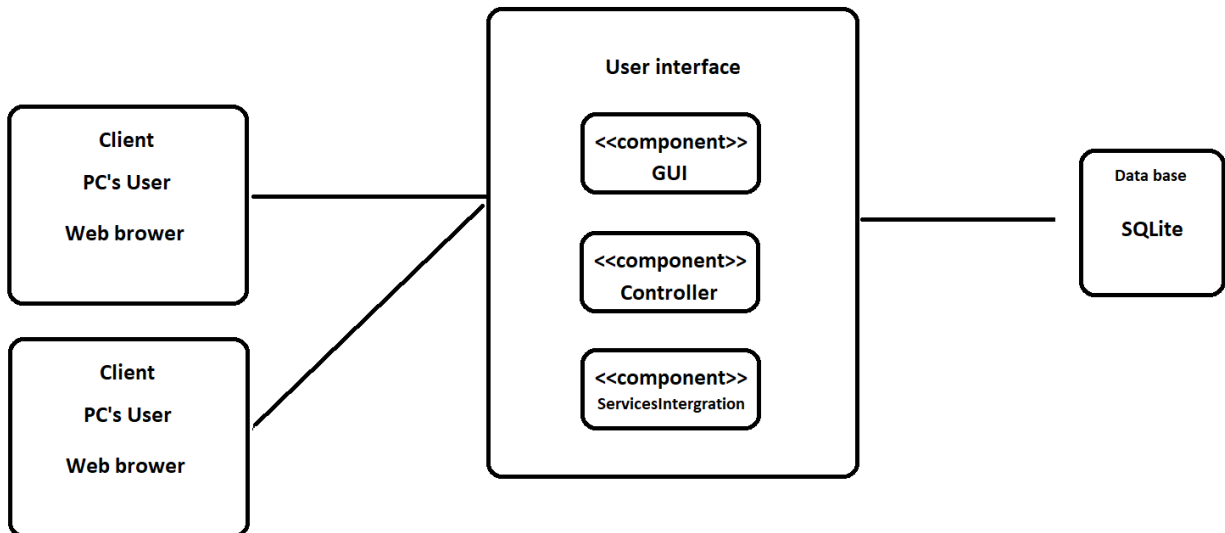 Client
PC's User
Web brower
Client
PC's User
Web brower
User interface
<<component>>
GUI
<<component>>
Controller
<<component>>
ServicesIntergration
Data base
SQLite